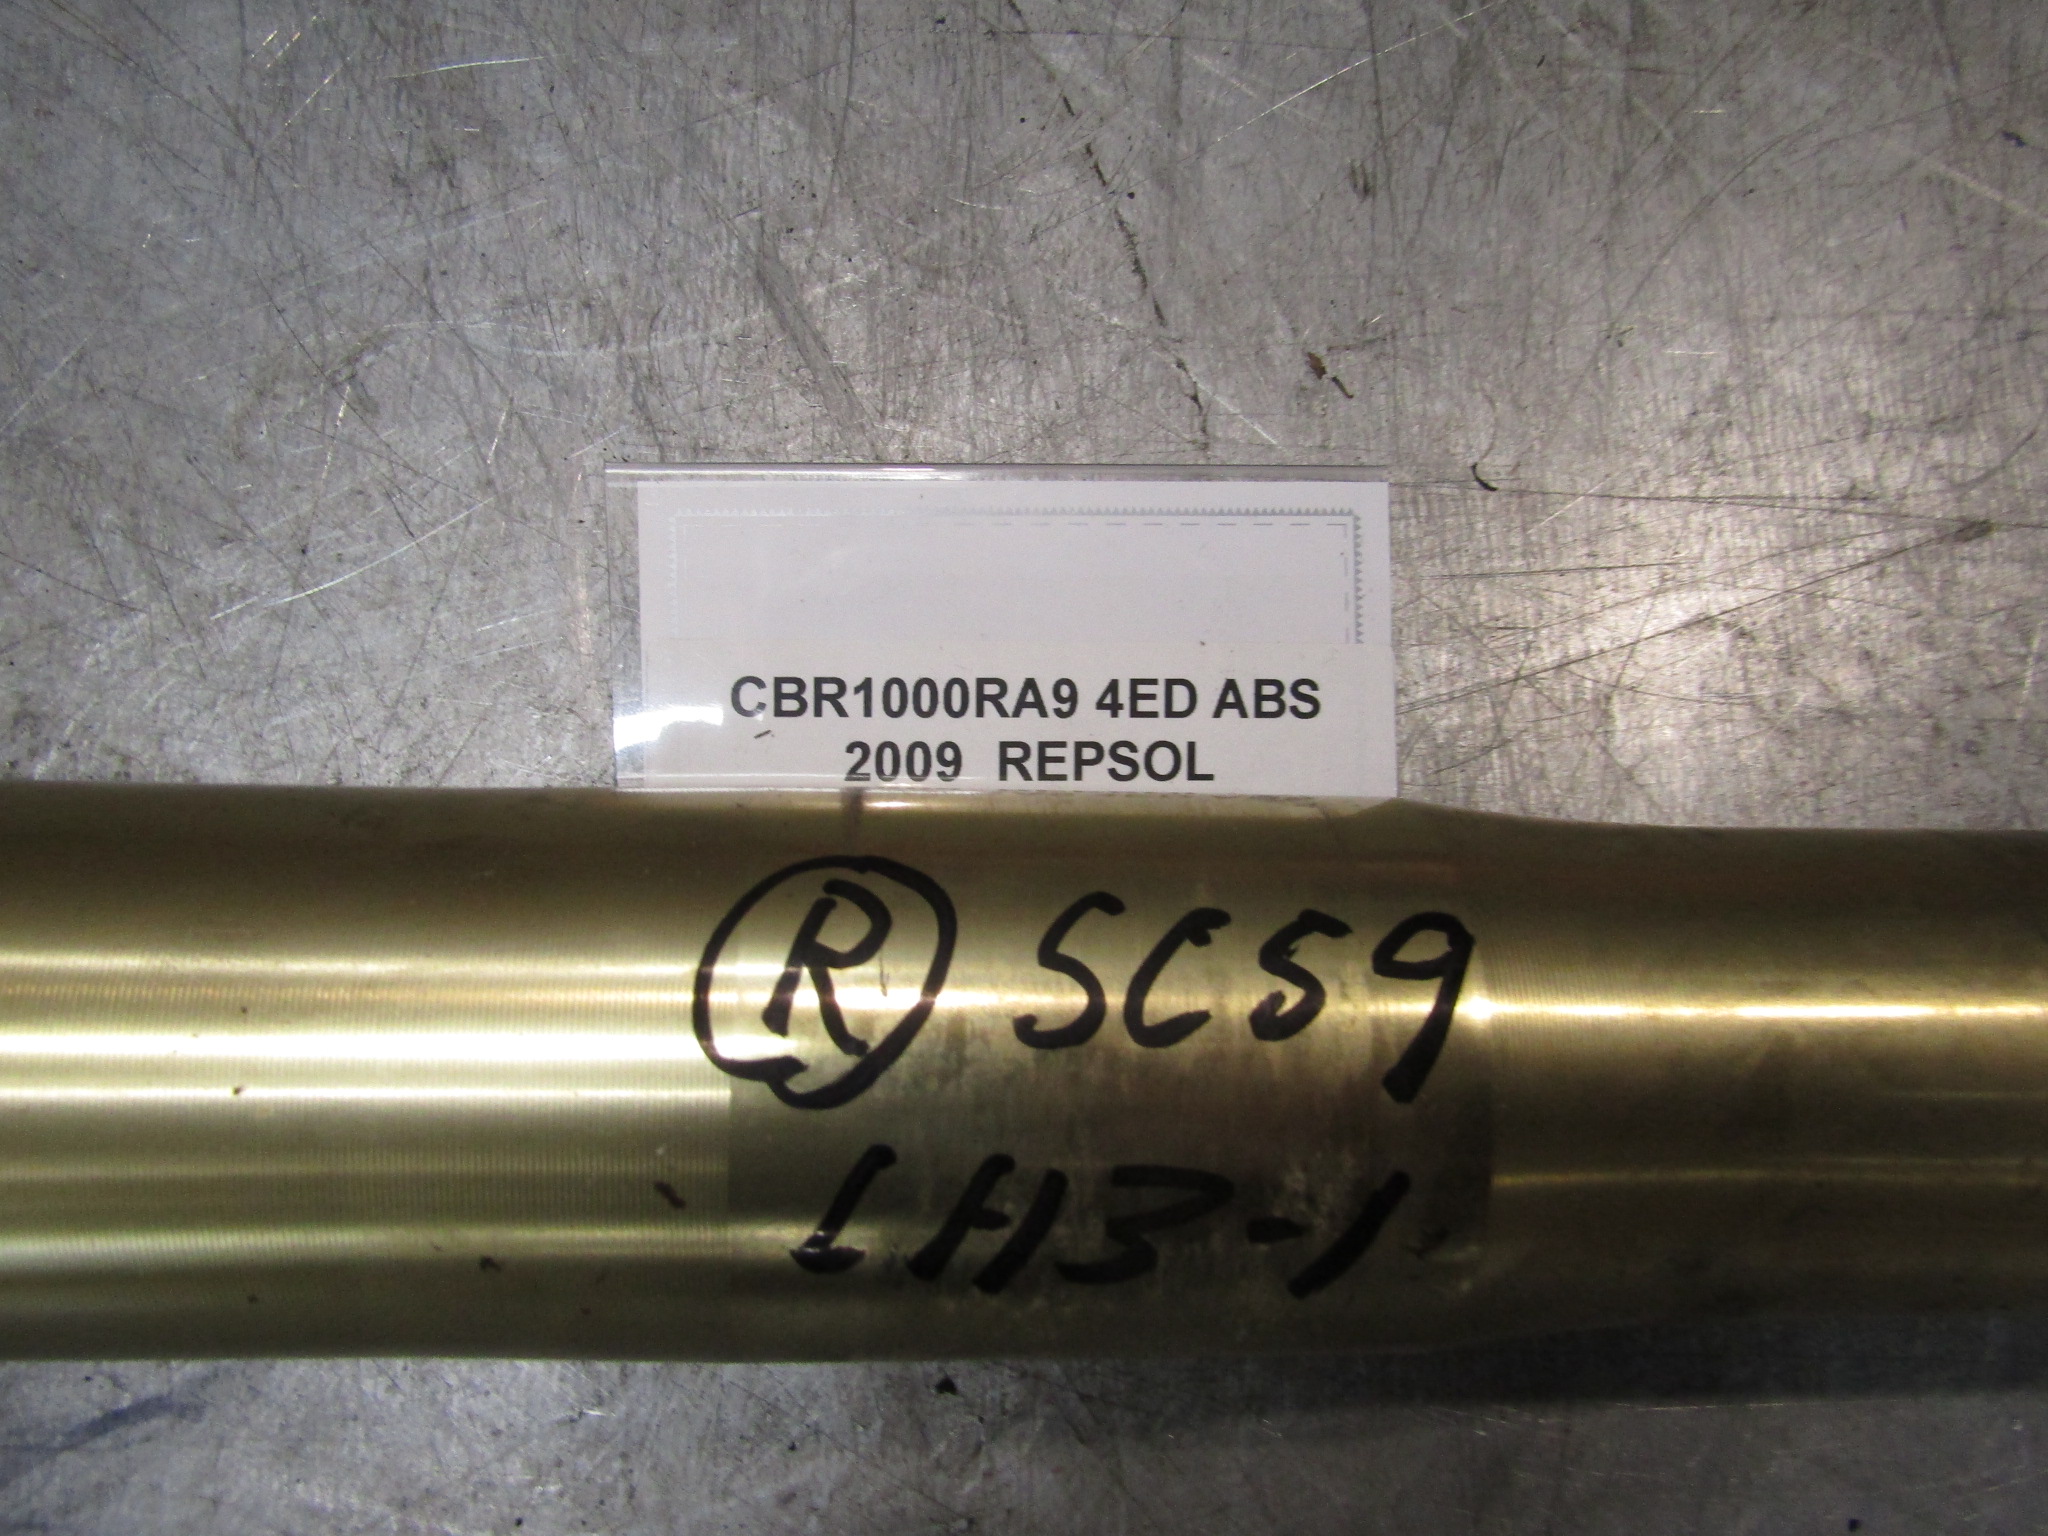 CBR1000RA9 4ED ABS
2009 REPSOL
R SC59
LH3-1